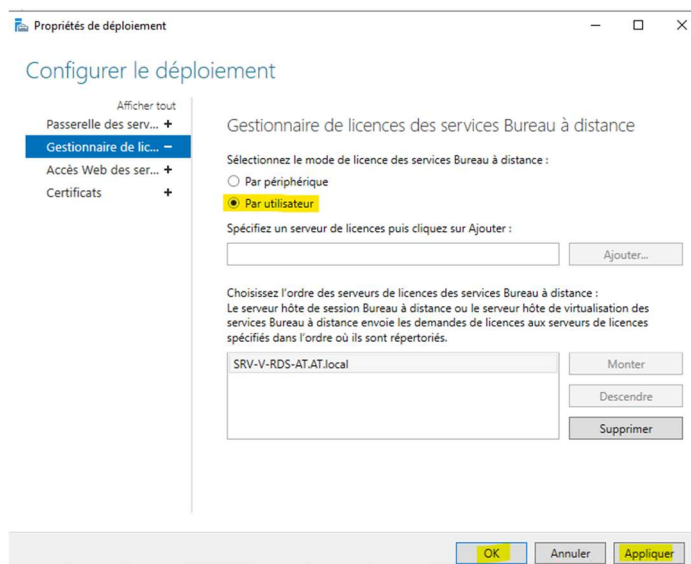 Propriétés de déploiement
Configurer le déploiement
Afficher tout
Passerelle des serv... +
Gestionnaire de lic... –
Accès Web des ser... +
Certificats +
Gestionnaire de licences des services Bureau à distance
Sélectionnez le mode de licence des services Bureau à distance :
Par périphérique
Par utilisateur
Spécifiez un serveur de licences puis cliquez sur Ajouter :
Ajouter...
Choisissez l'ordre des serveurs de licences des services Bureau à distance :
Le serveur hôte de session Bureau à distance ou le serveur hôte de virtualisation des
services Bureau à distance envoie les demandes de licences aux serveurs de licences
spécifiés dans l'ordre où ils sont répertoriés.
SRV-V-RDS-AT.AT.local
Monter
Descendre
Supprimer
OK Annuler Appliquer